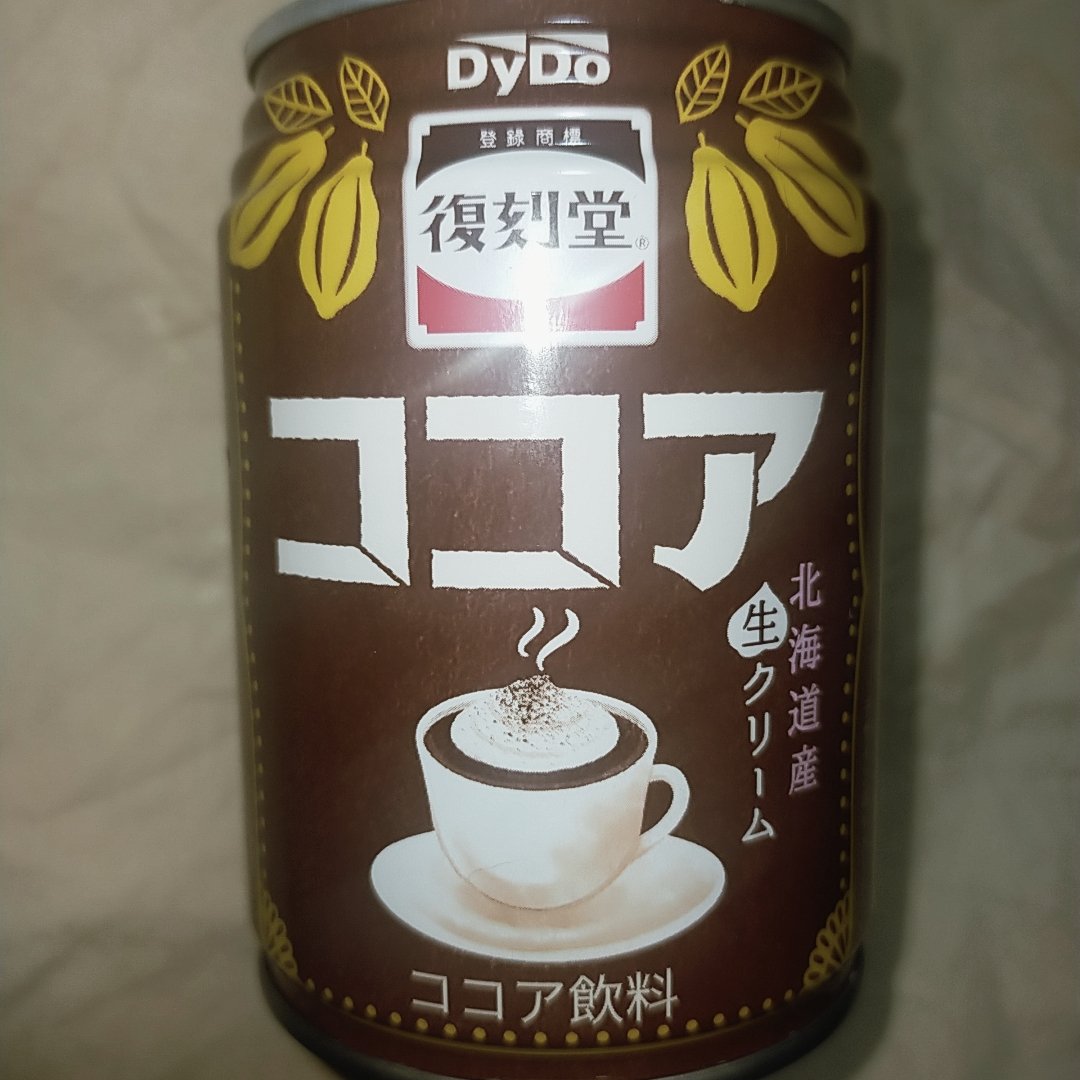 DyDo
登録商標
復刻堂®
ココア
北海道産
生クリーム
ココア飲料